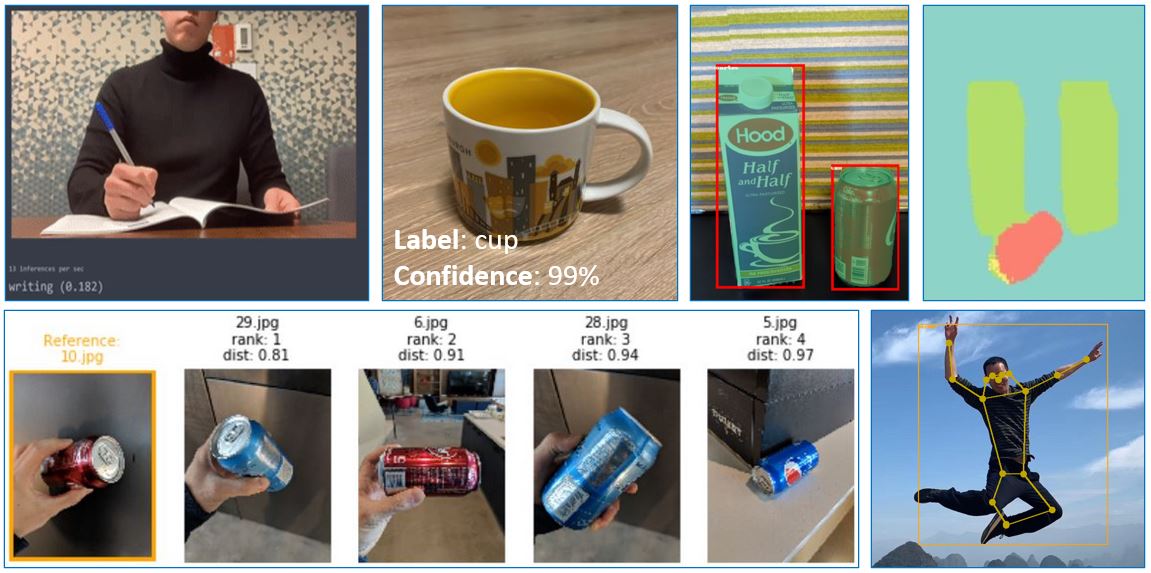 13 inferences per sec
writing (0.182)
Label: cup
Confidence: 99%
Hood
Half
and Half
Reference:
10.jpg
29.jpg
rank: 1
dist: 0.81
6.jpg
rank: 2
dist: 0.91
28.jpg
rank: 3
dist: 0.94
5.jpg
rank: 4
dist: 0.97